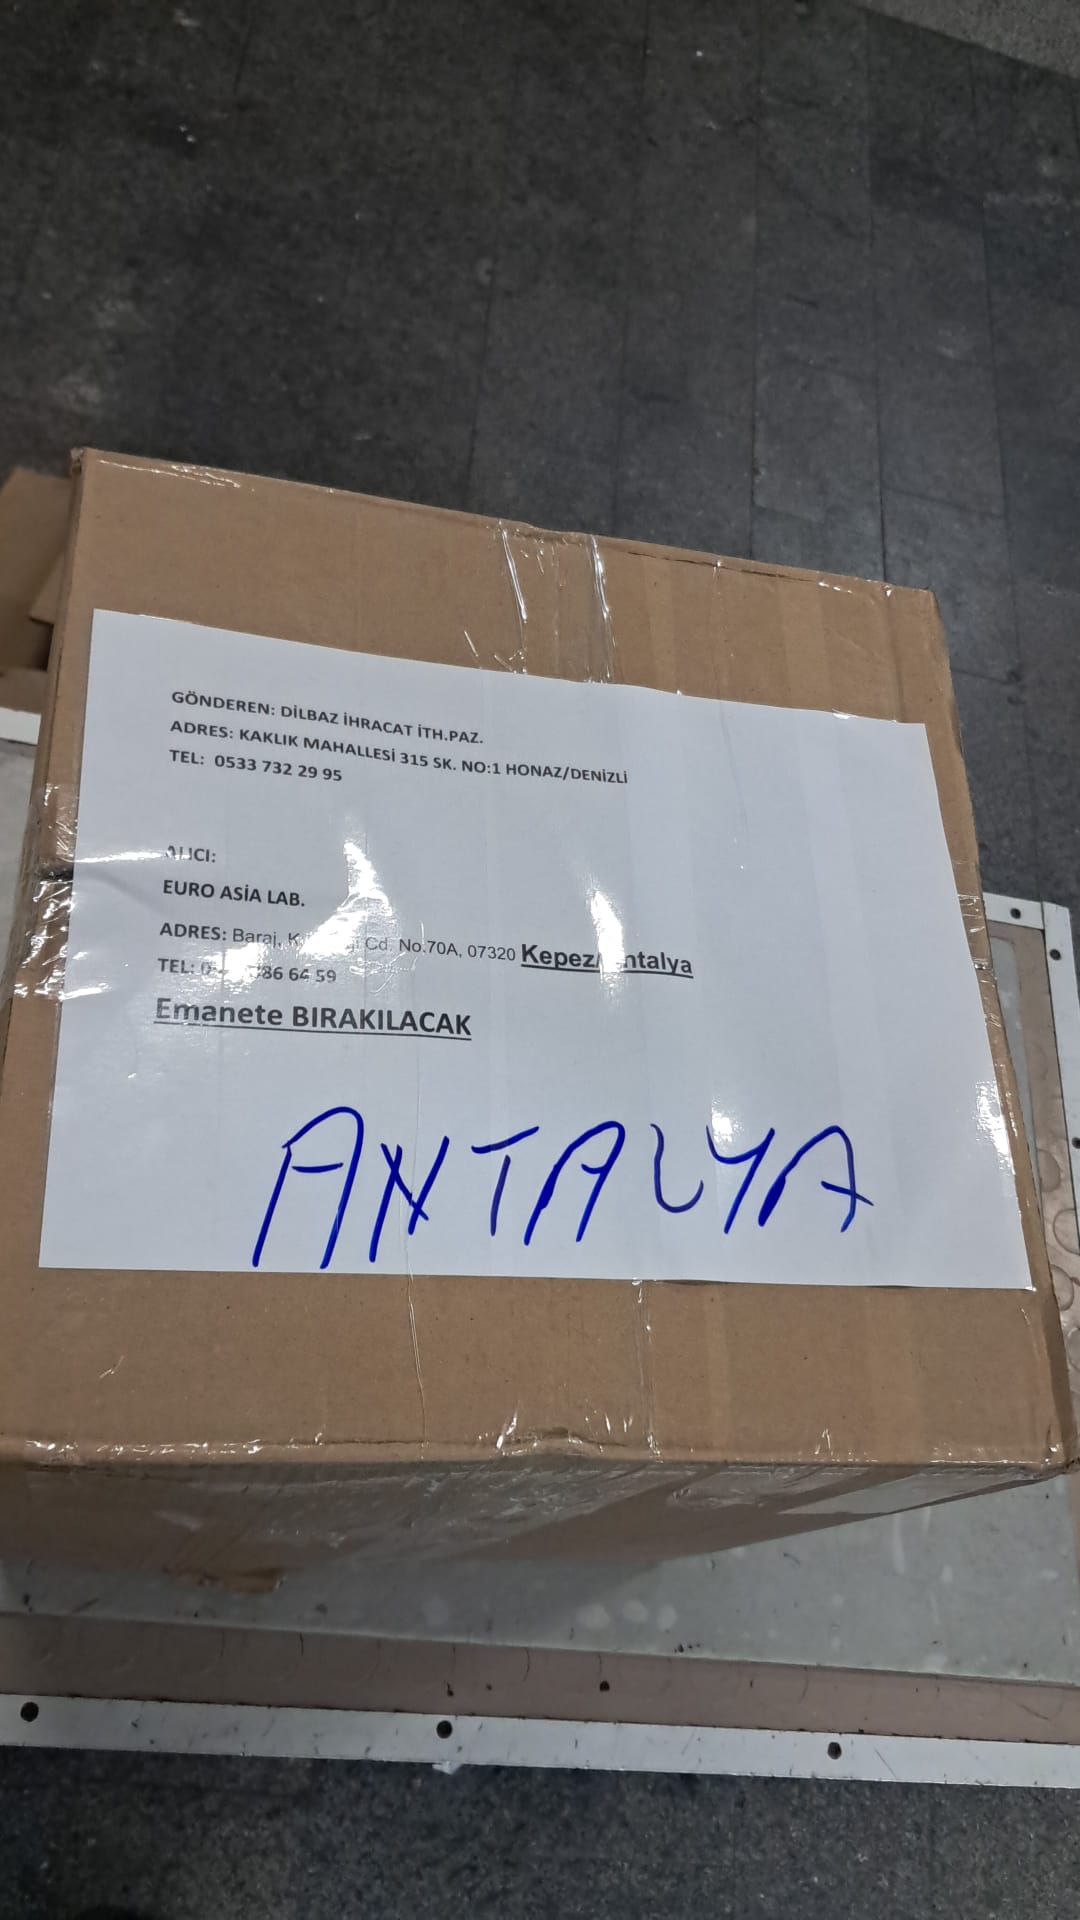 GÖNDEREN: DİLBAZ İHRACAT İTH.PAZ.
ADRES: KAKLIK MAHALLESİ 315 SK. NO:1 HONAZ/DENİZLİ
TEL: 0533 732 29 95
ALICI:
EURO ASİA LAB.
ADRES: Baraj, Cd. No:70A, 07320 Kepez/Antalya
TEL: 86 64 59
Emanete BIRAKILACAK
ANTALYA